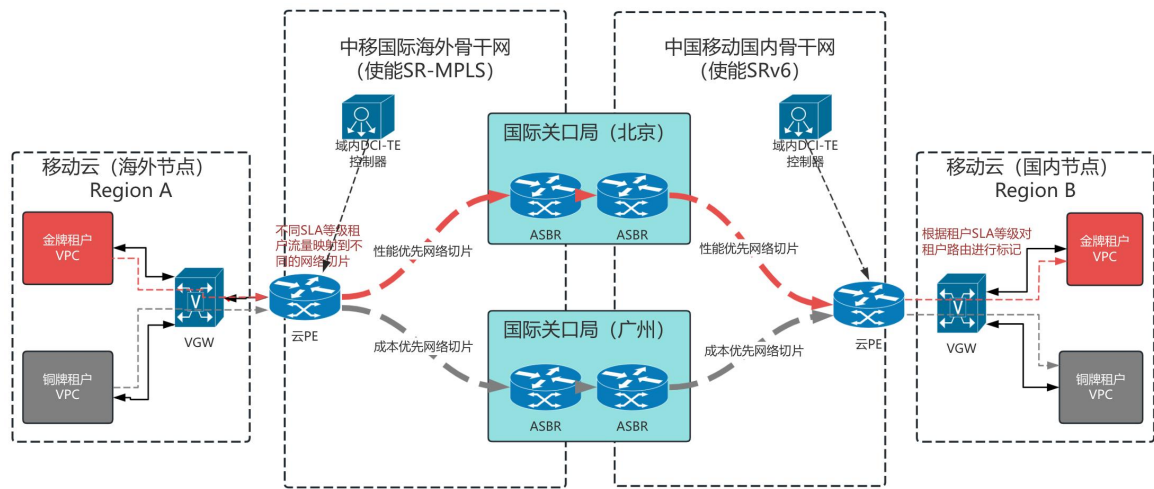 中移国际海外骨干网
（使能SR-MPLS）
中国移动国内骨干网
（使能SRv6）
域内DCI-TE
控制器
域内DCI-TE
控制器
国际关口局（北京）
ASBR
ASBR
移动云（海外节点）
Region A
金牌租户
VPC
铜牌租户
VPC
V
VGW
不同SLA等级租
户流量映射到不
同的网络切片
云PE
性能优先网络切片
性能优先网络切片
国际关口局（广州）
成本优先网络切片
成本优先网络切片
ASBR
ASBR
云PE
移动云（国内节点）
Region B
根据租户SLA等级对
租户路由进行标记
V
VGW
金牌租户
VPC
铜牌租户
VPC